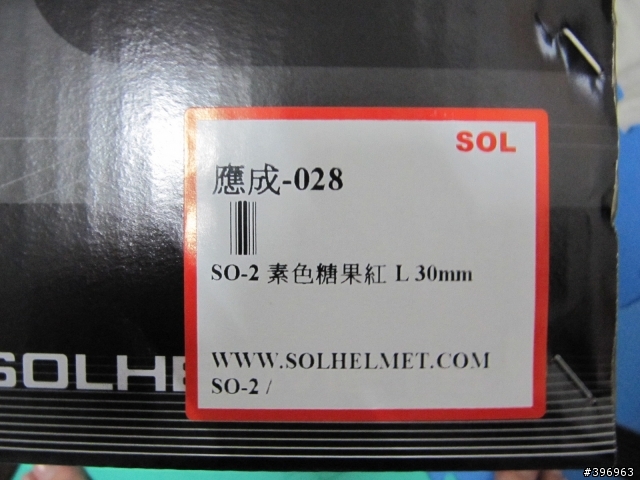 SOL
應成-028
SO-2 素色糖果紅 L 30mm
WWW.SOLHELMET.COM
SO-2 /
SOLHE
#396963